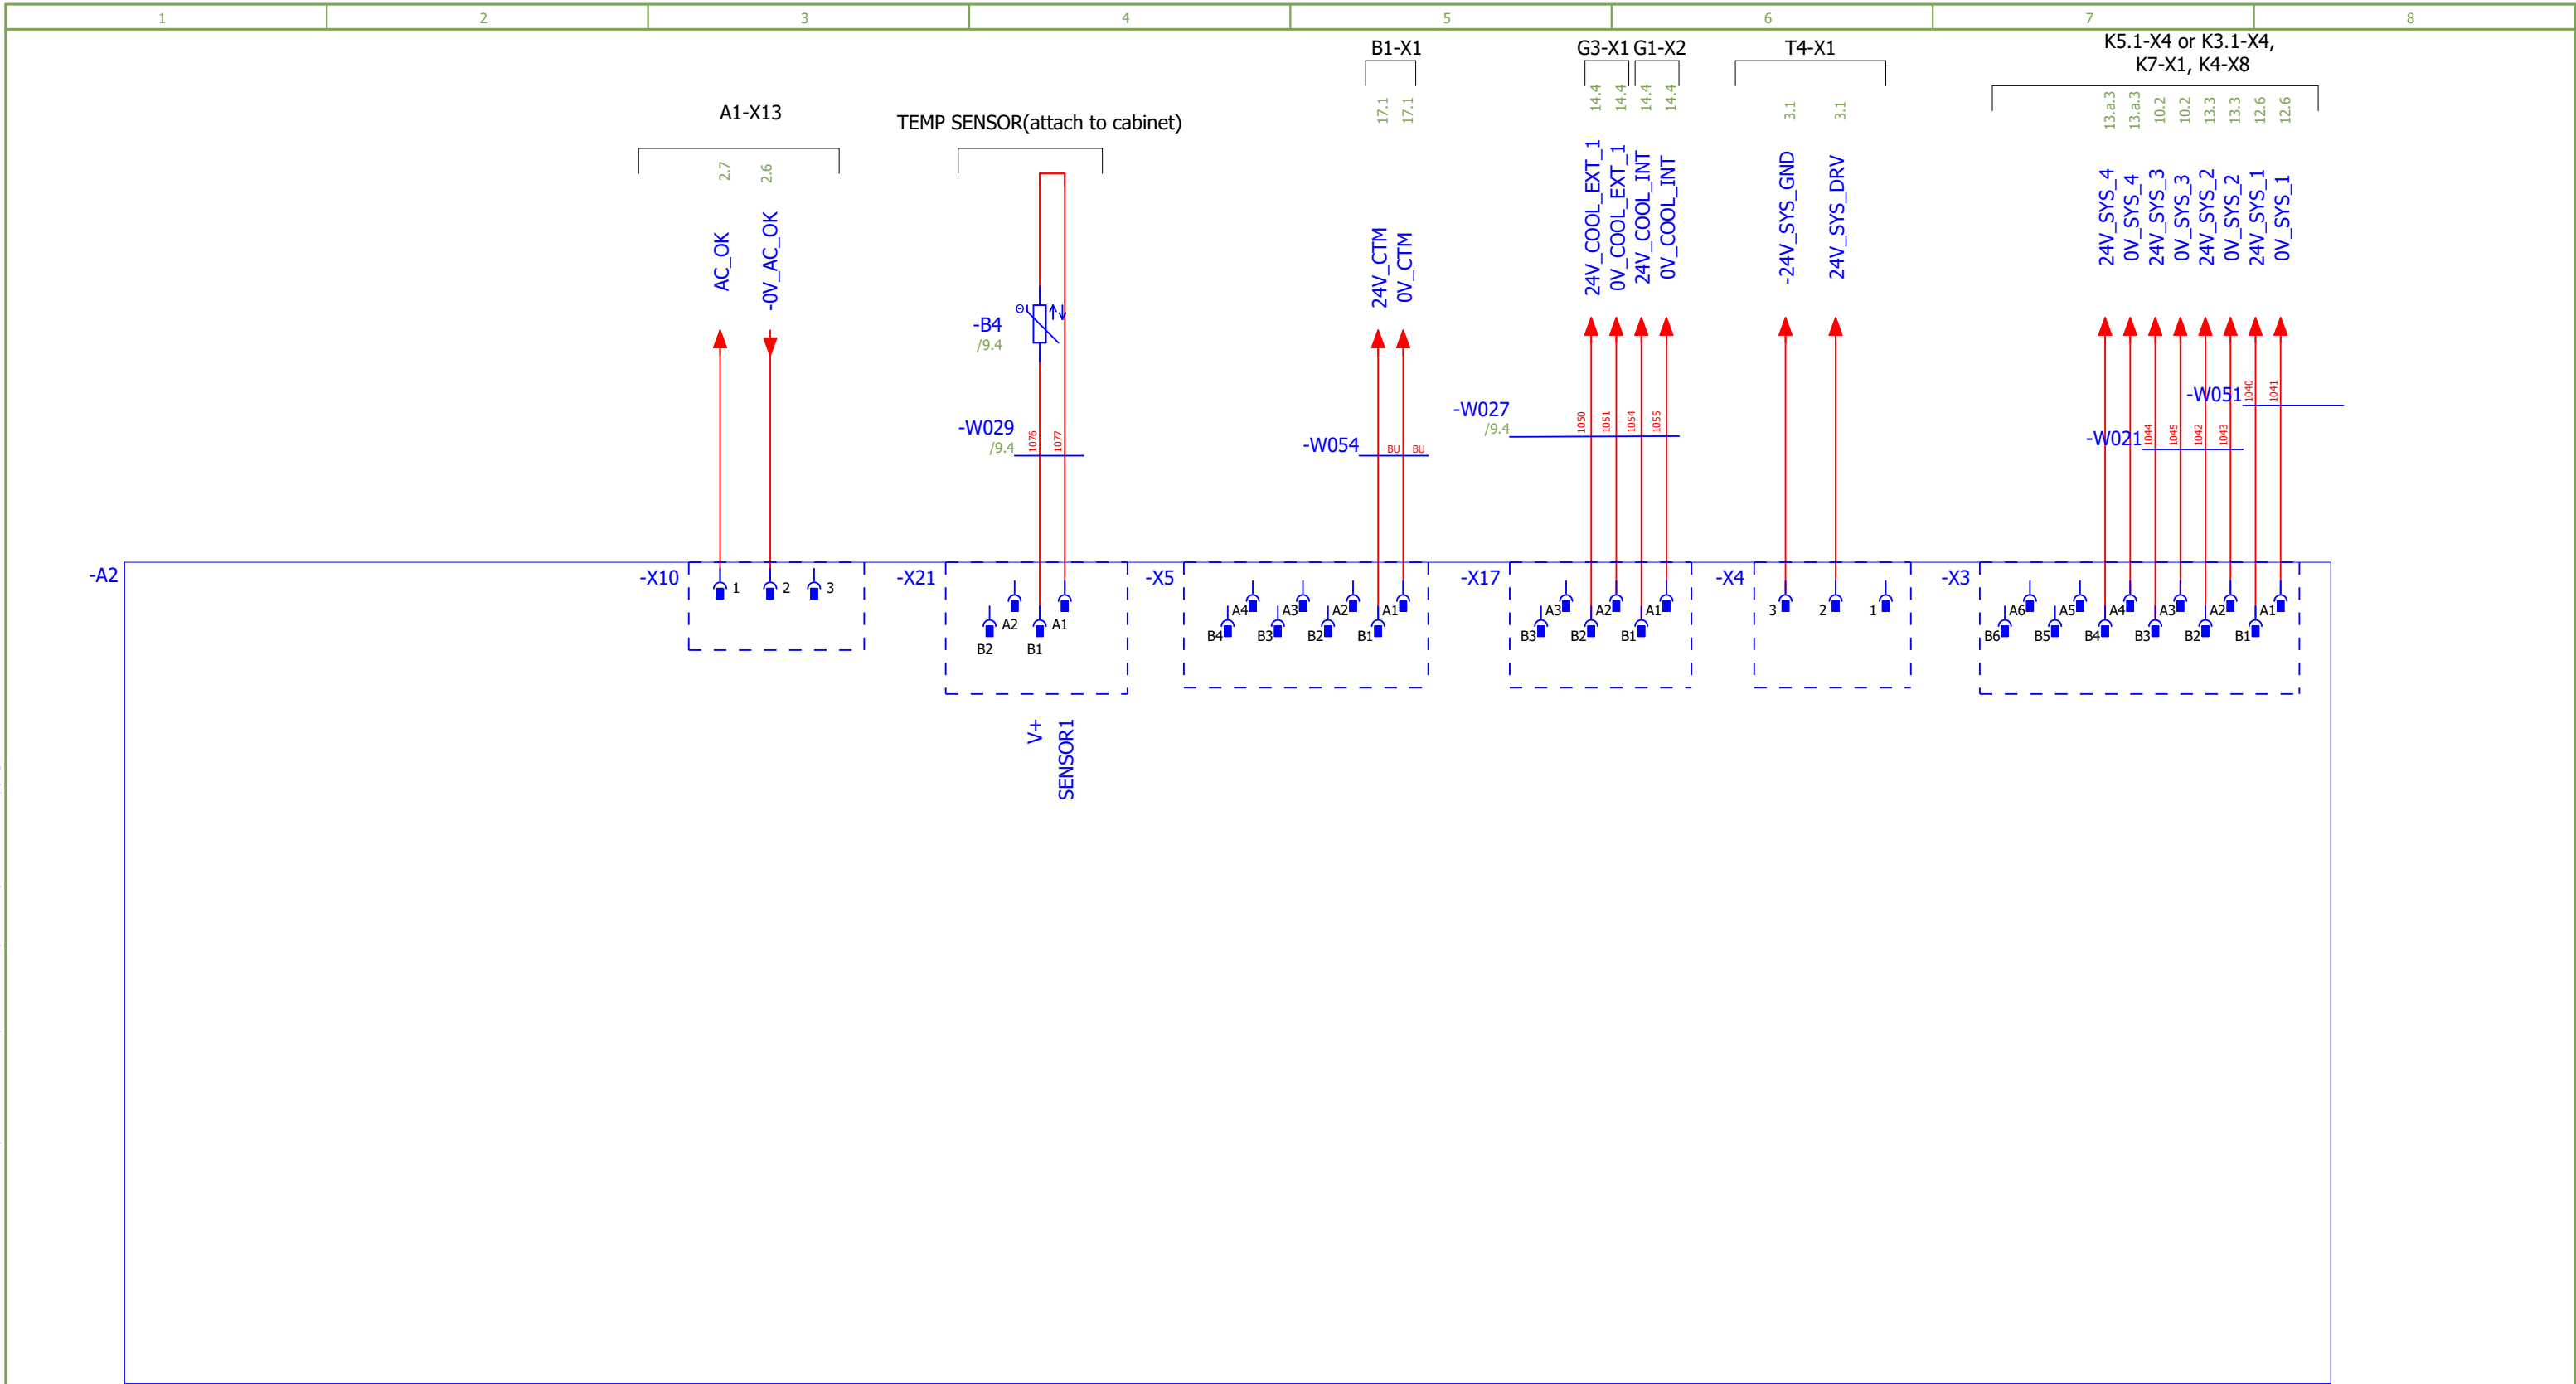 1 2 3 4 5 6 7 8
A1-X13
2.7 2.6
AC_OK
-0V_AC_OK
TEMP SENSOR(attach to cabinet)
-B4
/9.4
-W029
/9.4
1076 1077
B1-X1
17.1 17.1
24V_CTM
0V_CTM
-W054
BU BU
G3-X1 G1-X2
14.4 14.4 14.4 14.4
24V_COOL_EXT_1
0V_COOL_EXT_1
24V_COOL_INT
0V_COOL_INT
-W027
/9.4
1050 1051 1054 1055
T4-X1
3.1 3.1
-24V_SYS_GND
24V_SYS_DRV
K5.1-X4 or K3.1-X4,
K7-X1, K4-X8
13.a.3 13.a.3 10.2 10.2 13.3 13.3 12.6 12.6
24V_SYS_4
0V_SYS_4
24V_SYS_3
0V_SYS_3
24V_SYS_2
0V_SYS_2
24V_SYS_1
0V_SYS_1
-W051
1040 1041
-W021
1044 1045 1042 1043
-A2
-X10
1 2 3
-X21
A2 A1
B2 B1
V+
SENSOR1
-X5
A4 A3 A2 A1
B4 B3 B2 B1
-X17
A3 A2 A1
B3 B2 B1
-X4
3 2 1
-X3
A6 A5 A4 A3 A2 A1
B6 B5 B4 B3 B2 B1